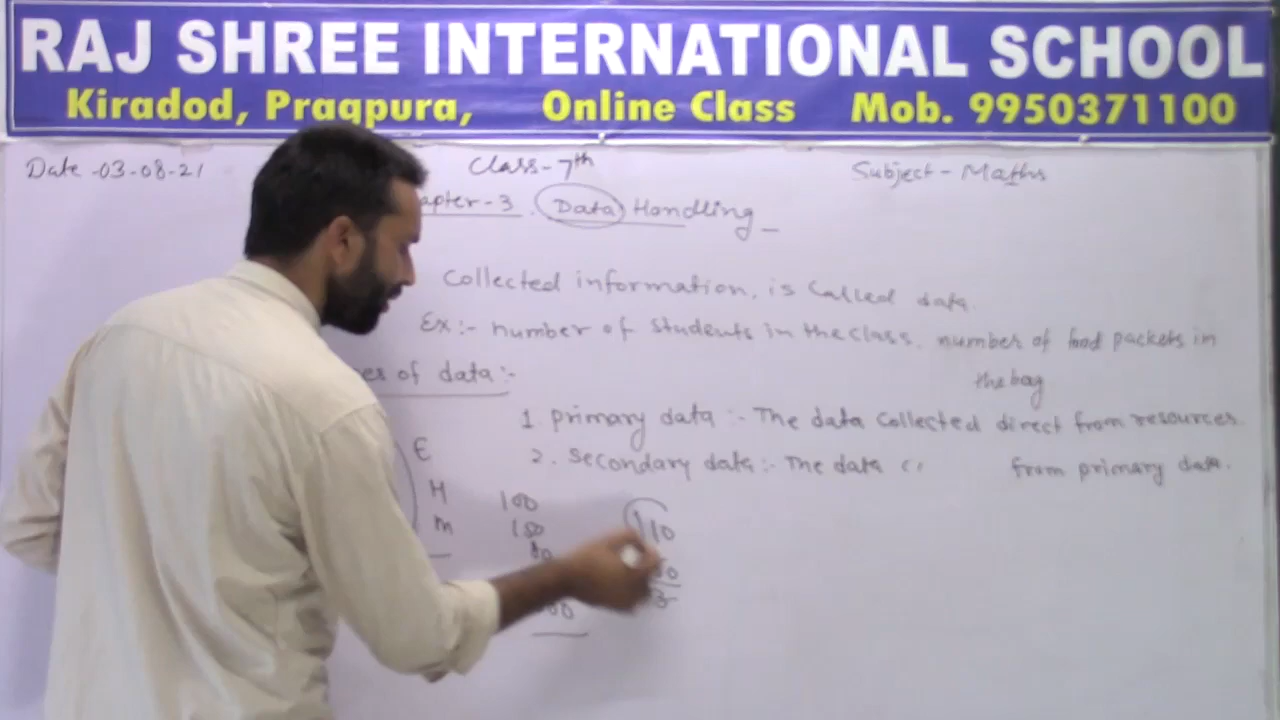 RAJ SHREE INTERNATIONAL SCHOOL
Kiradod, Pragpura, Online Class Mob. 9950371100
Date -03-08-21 Class-7th Subject - Maths
apter-3. Data Handling
Collected information, is Called data.
Ex:- number of students in the class. number of packets in
the bag
es of data:-
1. primary data :- The data Collected direct from resources.
2. Secondary data:- The data from primary data.
E
H 100
m
110